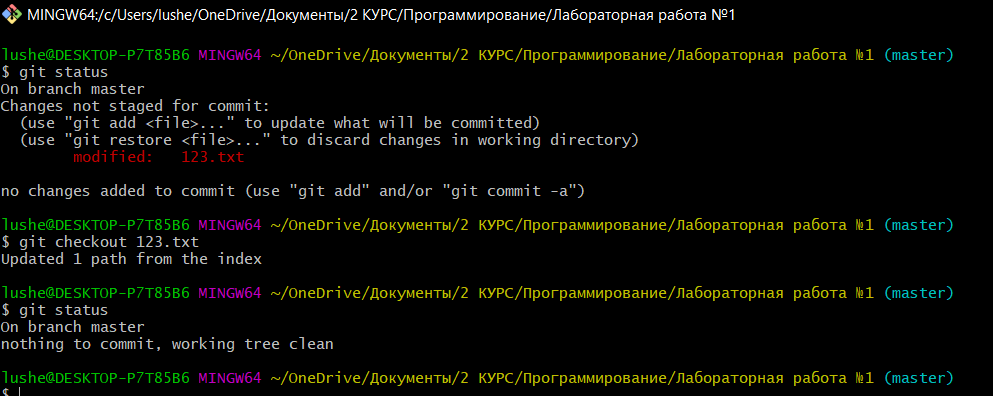 MINGW64:/c/Users/lushe/OneDrive/Документы/2 КУРС/Программирование/Лабораторная работа №1
lushe@DESKTOP-P7T85B6 MINGW64 ~/OneDrive/Документы/2 КУРС/Программирование/Лабораторная работа №1 (master)
$ git status
On branch master
Changes not staged for commit:
  (use "git add <file>..." to update what will be committed)
  (use "git restore <file>..." to discard changes in working directory)
        modified:   123.txt
no changes added to commit (use "git add" and/or "git commit -a")
lushe@DESKTOP-P7T85B6 MINGW64 ~/OneDrive/Документы/2 КУРС/Программирование/Лабораторная работа №1 (master)
$ git checkout 123.txt
Updated 1 path from the index
lushe@DESKTOP-P7T85B6 MINGW64 ~/OneDrive/Документы/2 КУРС/Программирование/Лабораторная работа №1 (master)
$ git status
On branch master
nothing to commit, working tree clean
lushe@DESKTOP-P7T85B6 MINGW64 ~/OneDrive/Документы/2 КУРС/Программирование/Лабораторная работа №1 (master)
$